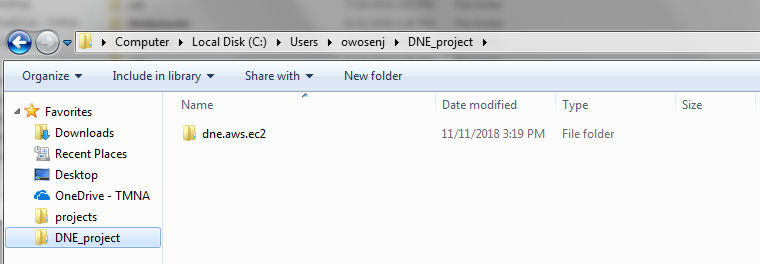 Computer ▸ Local Disk (C:) ▸ Users ▸ owosenj ▸ DNE_project ▸
Organize ▾ Include in library ▾ Share with ▾ New folder
Name Date modified Type Size
Favorites
Downloads
Recent Places
Desktop
OneDrive - TMNA
projects
DNE_project
dne.aws.ec2 11/11/2018 3:19 PM File folder